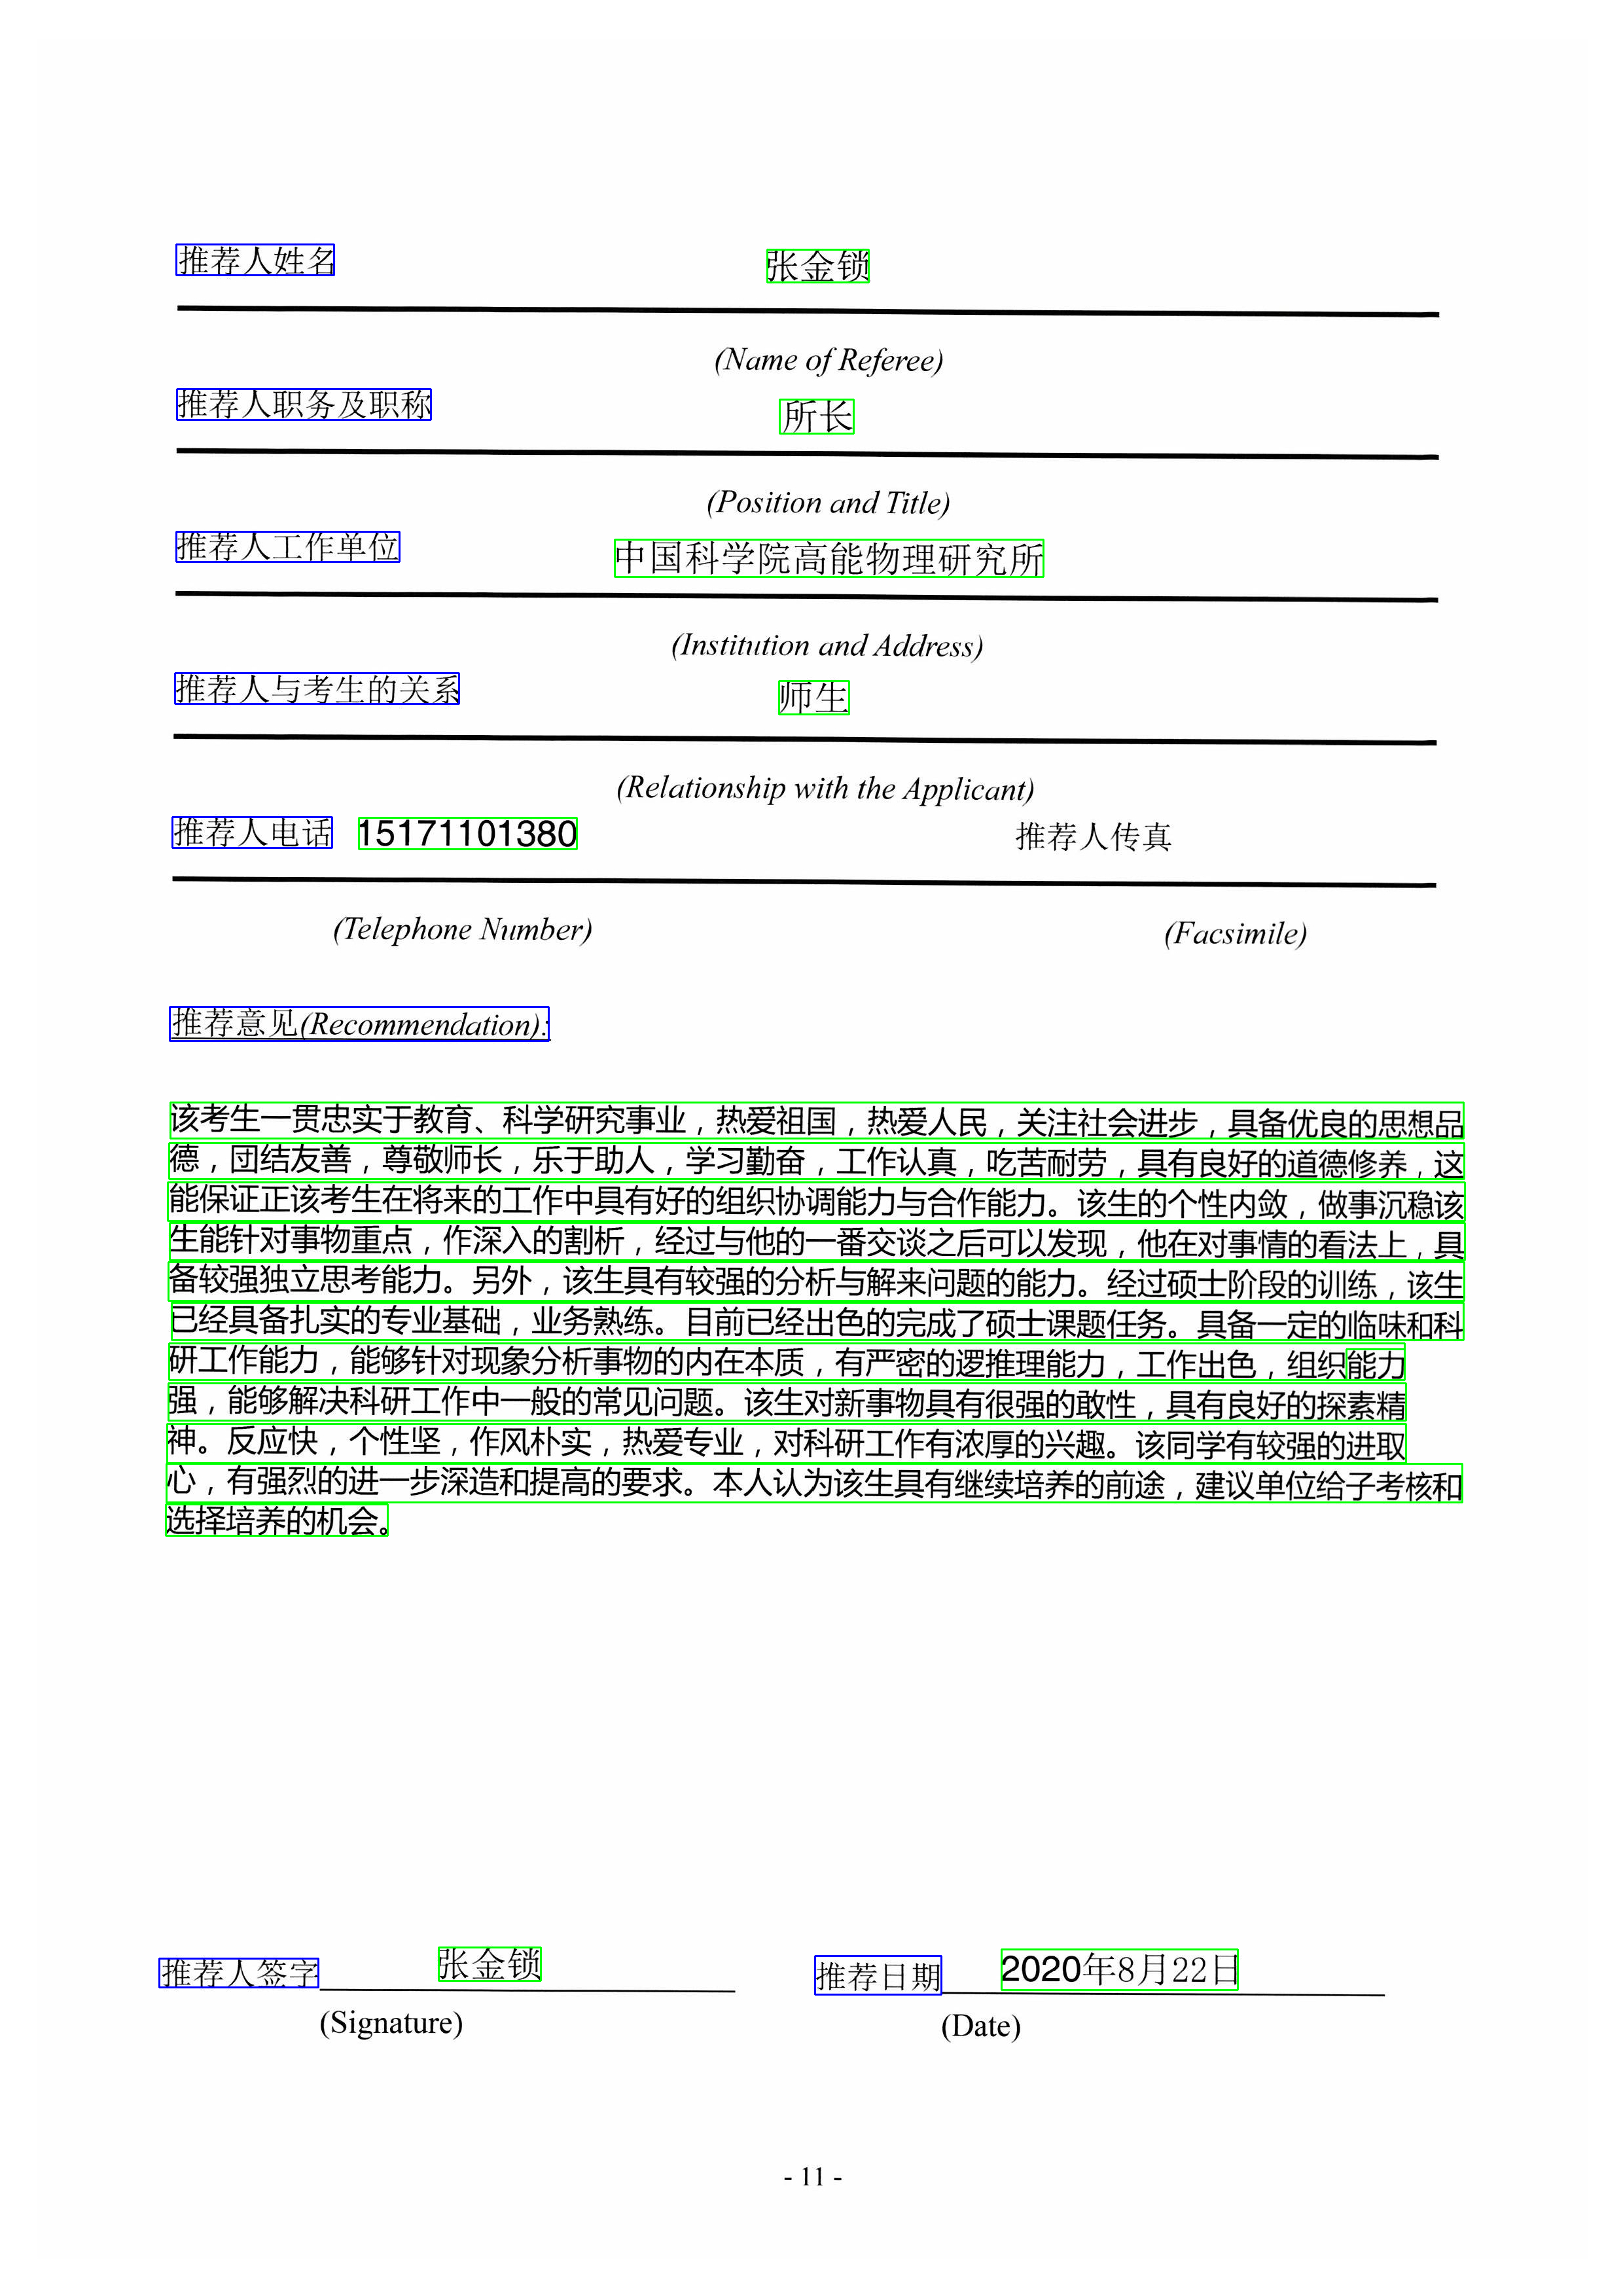 推荐人姓名 张金锁
(Name of Referee)
推荐人职务及职称 所长
(Position and Title)
推荐人工作单位 中国科学院高能物理研究所
(Institution and Address)
推荐人与考生的关系 师生
(Relationship with the Applicant)
推荐人电话 15171101380 推荐人传真
(Telephone Number) (Facsimile)
推荐意见(Recommendation):
该考生一贯忠实于教育、科学研究事业，热爱祖国，热爱人民，关注社会进步，具备优良的思想品
德，团结友善，尊敬师长，乐于助人，学习勤奋，工作认真，吃苦耐劳，具有良好的道德修养，这
能保证正该考生在将来的工作中具有好的组织协调能力与合作能力。该生的个性内敛，做事沉稳该
生能针对事物重点，作深入的割析，经过与他的一番交谈之后可以发现，他在对事情的看法上，具
备较强独立思考能力。另外，该生具有较强的分析与解来问题的能力。经过硕士阶段的训练，该生
已经具备扎实的专业基础，业务熟练。目前已经出色的完成了硕士课题任务。具备一定的临味和科
研工作能力，能够针对现象分析事物的内在本质，有严密的逻推理能力，工作出色，组织能力
强，能够解决科研工作中一般的常见问题。该生对新事物具有很强的敢性，具有良好的探素精
神。反应快，个性坚，作风朴实，热爱专业，对科研工作有浓厚的兴趣。该同学有较强的进取
心，有强烈的进一步深造和提高的要求。本人认为该生具有继续培养的前途，建议单位给子考核和
选择培养的机会。
推荐人签字 张金锁 推荐日期 2020年8月22日
(Signature) (Date)
- 11 -